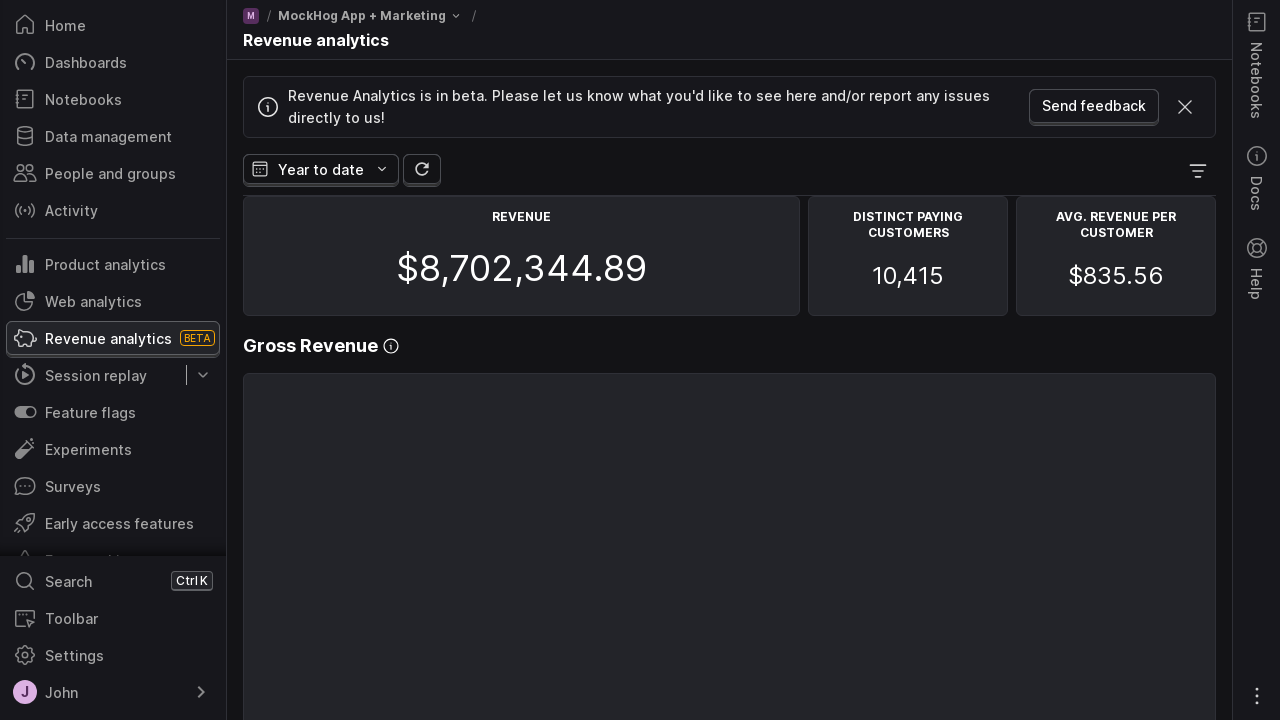 Home
Dashboards
Notebooks
Data management
People and groups
Activity
Product analytics
Web analytics
Revenue analytics BETA
Session replay
Feature flags
Experiments
Surveys
Early access features
Search Ctrl K
Toolbar
Settings
J John
M / MockHog App + Marketing /
Revenue analytics
Revenue Analytics is in beta. Please let us know what you'd like to see here and/or report any issues
directly to us!
Send feedback
Year to date
REVENUE
$8,702,344.89
DISTINCT PAYING
CUSTOMERS
10,415
AVG. REVENUE PER
CUSTOMER
$835.56
Gross Revenue
Notebooks
Docs
Help